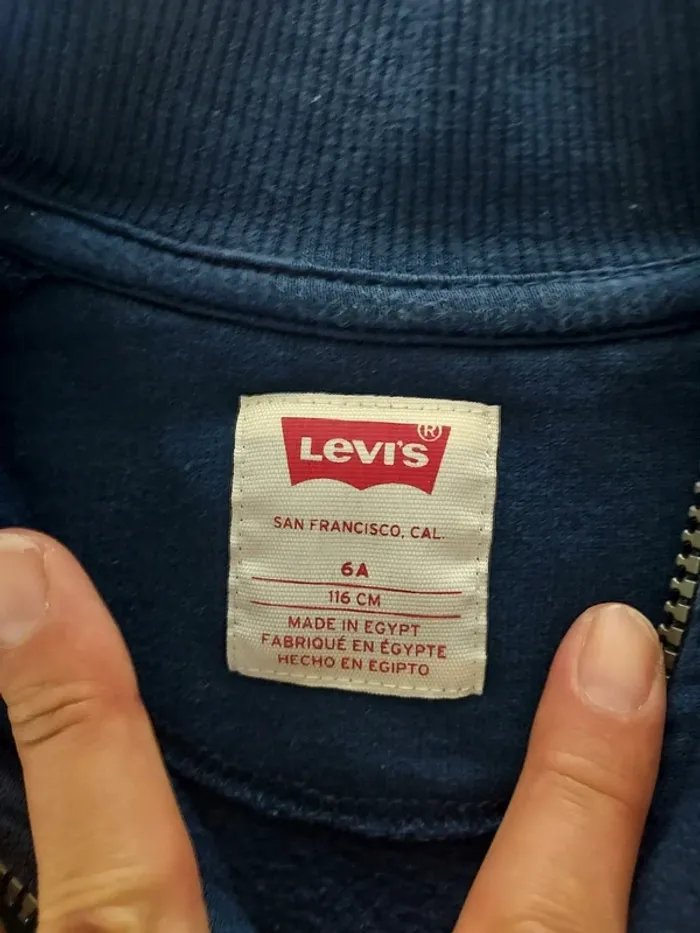 LEVI'S®
SAN FRANCISCO, CAL.
6A
116 CM
MADE IN EGYPT
FABRIQUÉ EN ÉGYPTE
HECHO EN EGIPTO